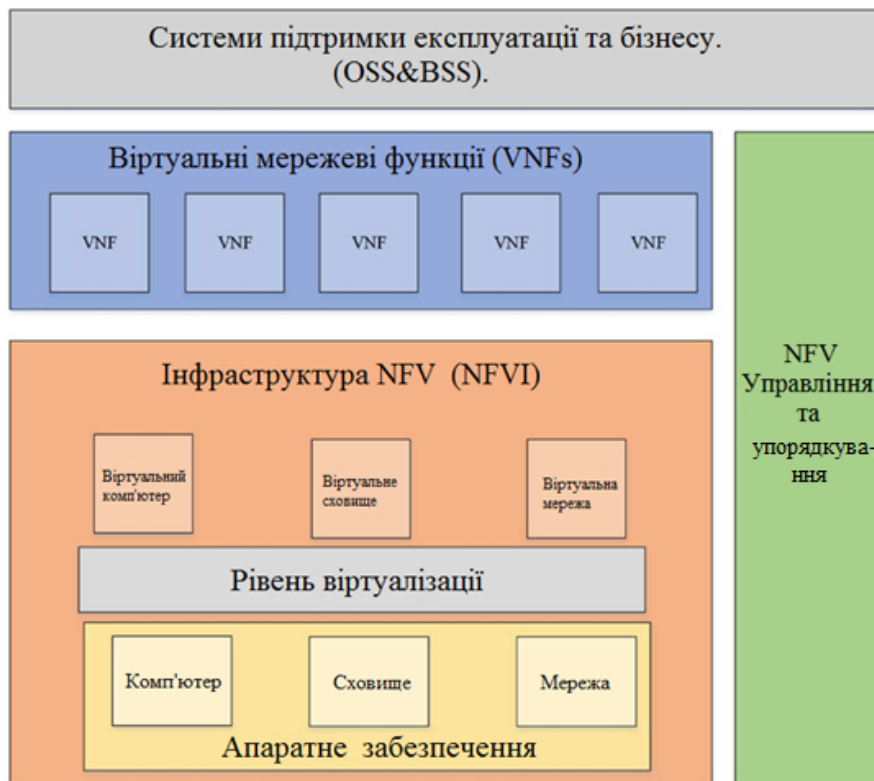 Системи підтримки експлуатації та бізнесу.
(OSS&BSS).
Віртуальні мережеві функції (VNFs)
VNF
VNF
VNF
VNF
VNF
Інфраструктура NFV (NFVI)
Віртуальний
комп'ютер
Віртуальне
сховище
Віртуальна
мережа
Рівень віртуалізації
Комп'ютер
Сховище
Мережа
Апаратне забезпечення
NFV
Управління
та
упорядкува-
ння